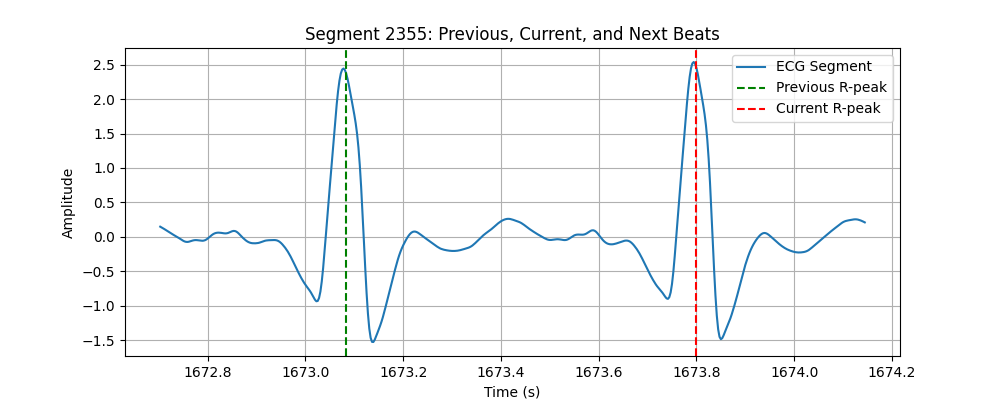 Segment 2355: Previous, Current, and Next Beats
ECG Segment
Previous R-peak
Current R-peak
2.5
2.0
1.5
1.0
0.5
0.0
−0.5
−1.0
−1.5
Amplitude
1672.8 1673.0 1673.2 1673.4 1673.6 1673.8 1674.0 1674.2
Time (s)